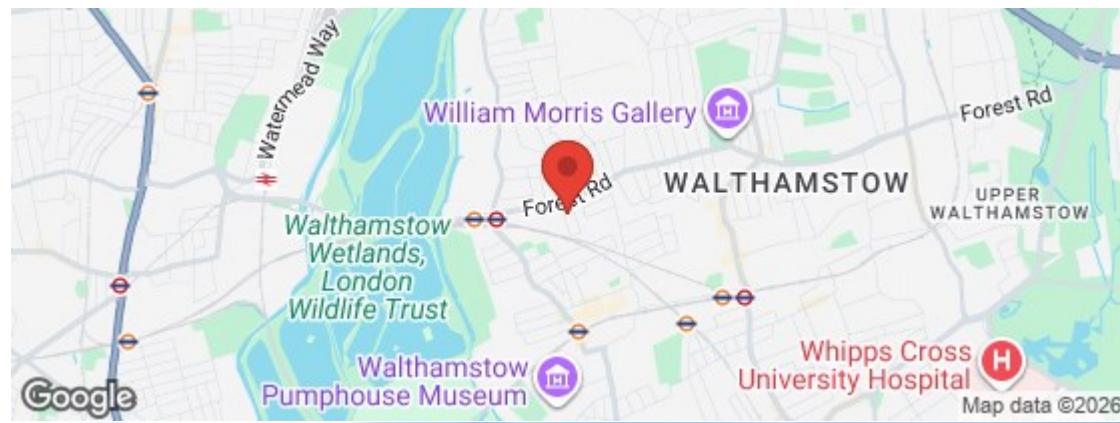 Watermead Way
William Morris Gallery
Forest Rd
Forest Rd
WALTHAMSTOW
UPPER
WALTHAMSTOW
Walthamstow
Wetlands,
London
Wildlife Trust
Walthamstow
Pumphouse Museum
Whipps Cross
University Hospital
H
Google
Map data ©2026